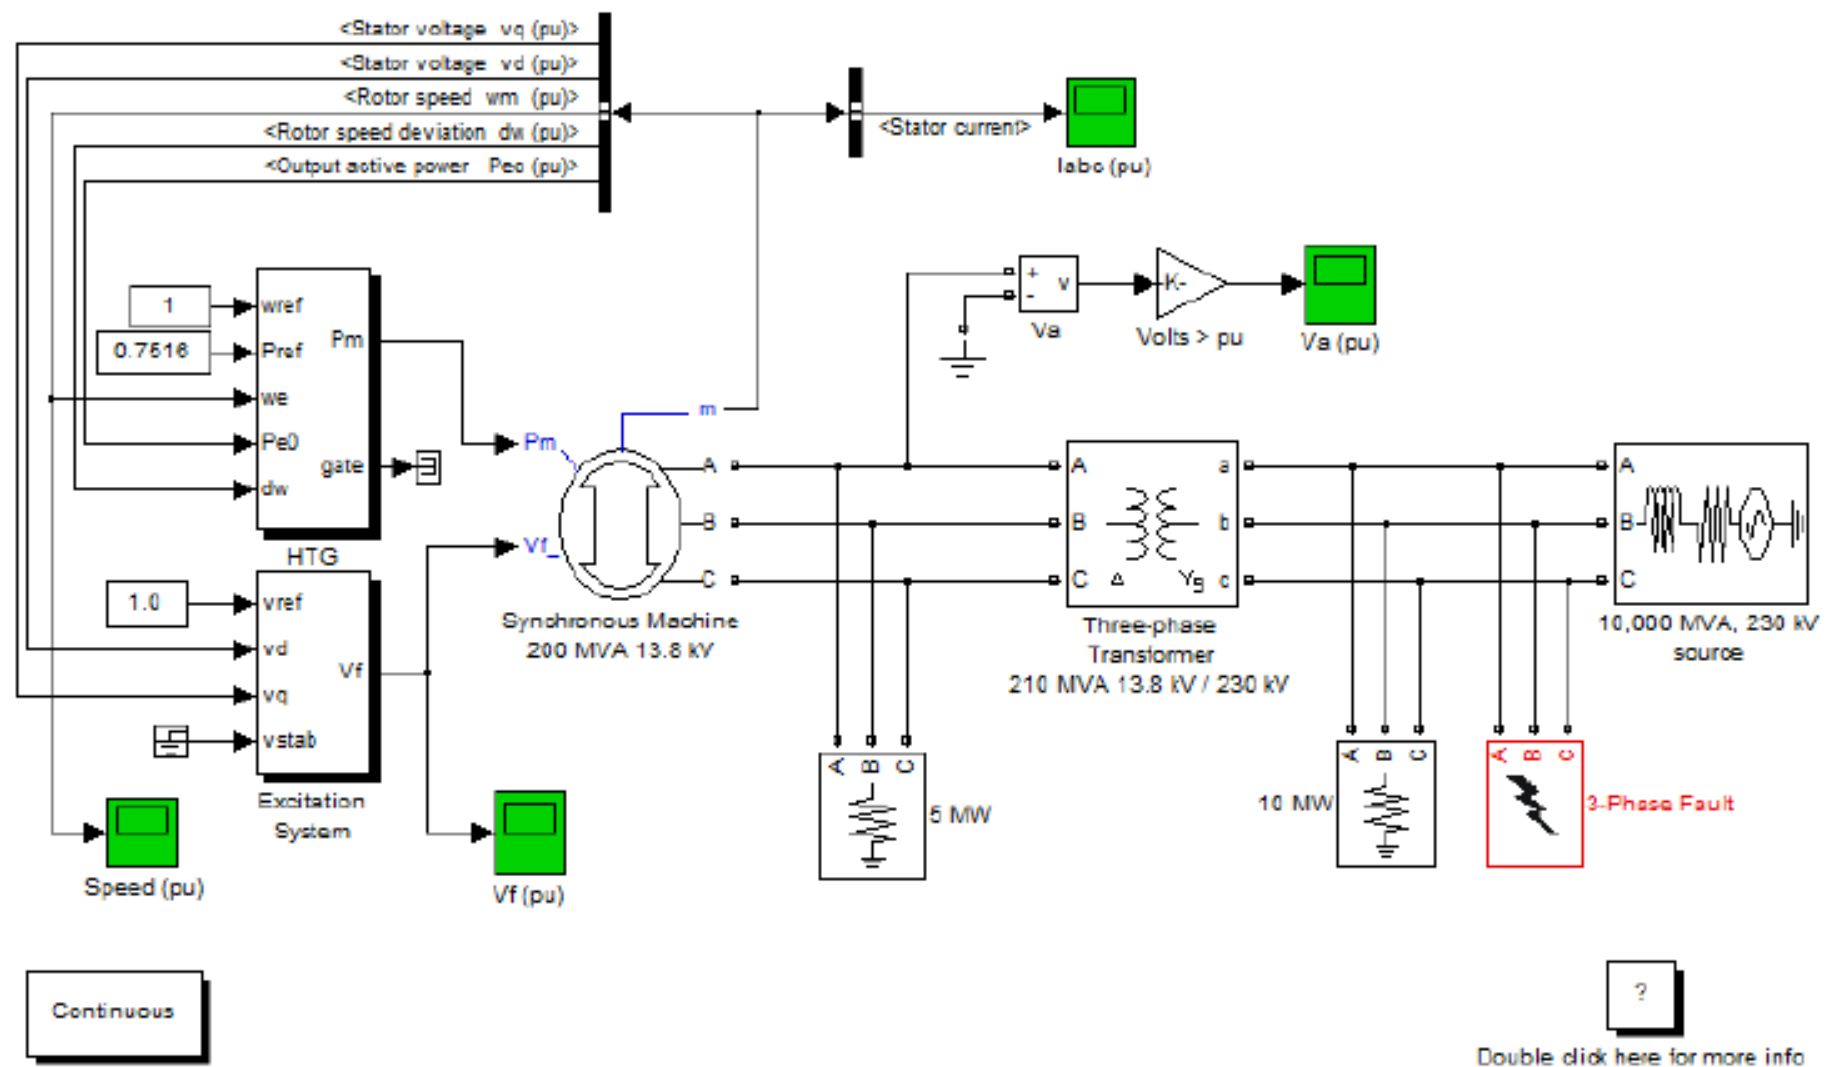 <Stator voltage vq (pu)>
<Stator voltage vd (pu)>
<Rotor speed wm (pu)>
<Rotor speed deviation dw (pu)>
<Output active power Peo (pu)>
<Stator current>
Iabc (pu)
+
-
v
Va
K-
Volts > pu
Va (pu)
1
0.7516
wref
Pref
we
Pe0
dw
Pm
gate
HTG
1.0
vref
vd
vq
vstab
Vf
Excitation
System
Speed (pu)
Vf (pu)
m
Pm
Vf_
A
B
C
Synchronous Machine
200 MVA 13.8 kV
A
B
C
5 MW
A
B
C
Δ
Yg
a
b
c
Three-phase
Transformer
210 MVA 13.8 kV / 230 kV
A
B
C
10 MW
A
B
C
3-Phase Fault
A
B
C
10,000 MVA, 230 kV
source
Continuous
?
Double click here for more info